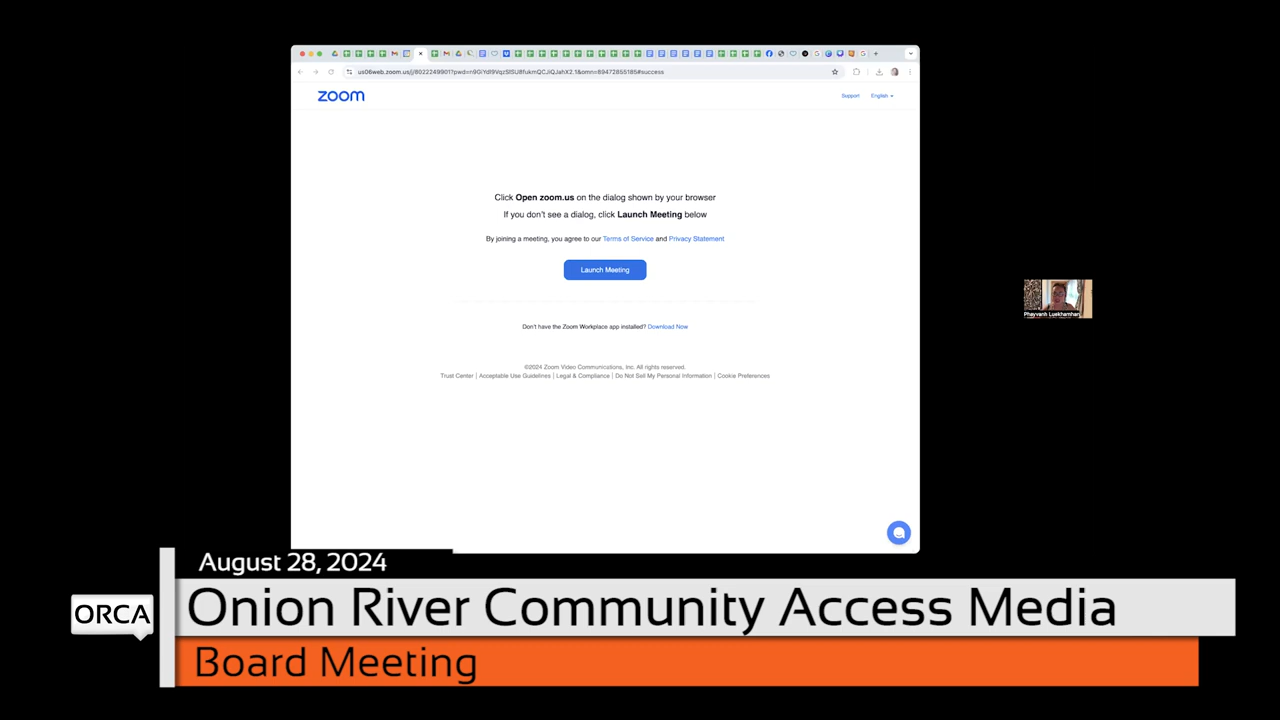 zoom
Support English
Click Open zoom.us on the dialog shown by your browser
If you don't see a dialog, click Launch Meeting below
By joining a meeting, you agree to our Terms of Service and Privacy Statement
Launch Meeting
Don't have the Zoom Workplace app installed? Download Now
©2024 Zoom Video Communications, Inc. All rights reserved.
Trust Center | Acceptable Use Guidelines | Legal & Compliance | Do Not Sell My Personal Information | Cookie Preferences
Phayvanh Luekhamhan
August 28, 2024
ORCA
Onion River Community Access Media
Board Meeting